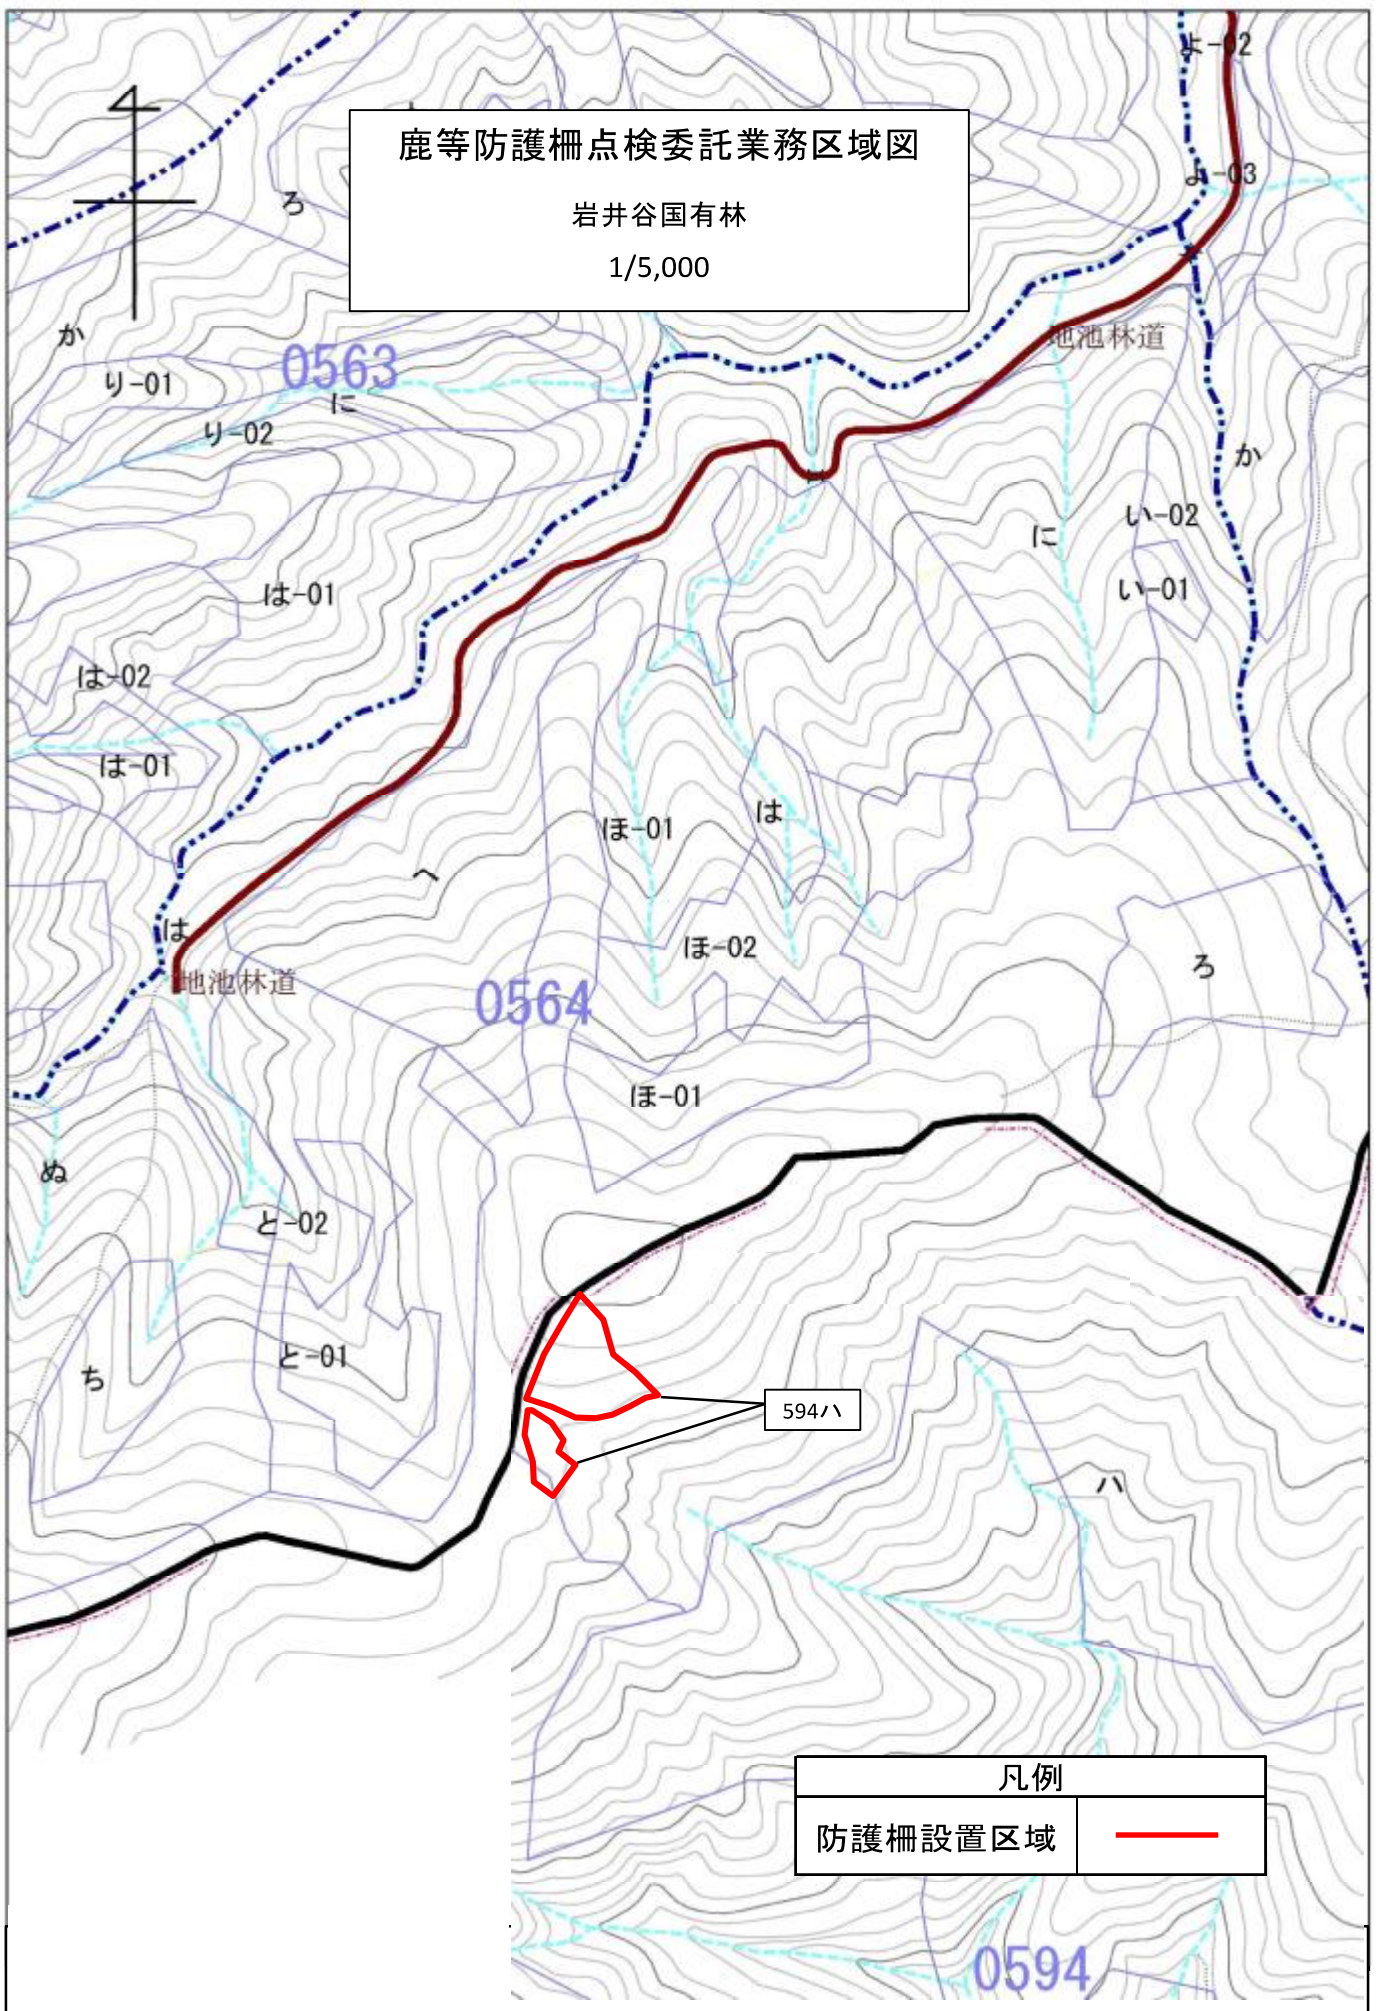 よ-02
鹿等防護柵点検委託業務区域図
岩井谷国有林
1/5,000
よ-03
ろ
か
地池林道
0563
り-01
に
り-02
か
い-02
に
い-01
は-01
は-02
は-01
ほ-01
は
へ
は
ほ-02
ろ
地池林道
0564
ほ-01
ぬ
と-02
と-01
ち
594ハ
ハ
凡例
防護柵設置区域
0594